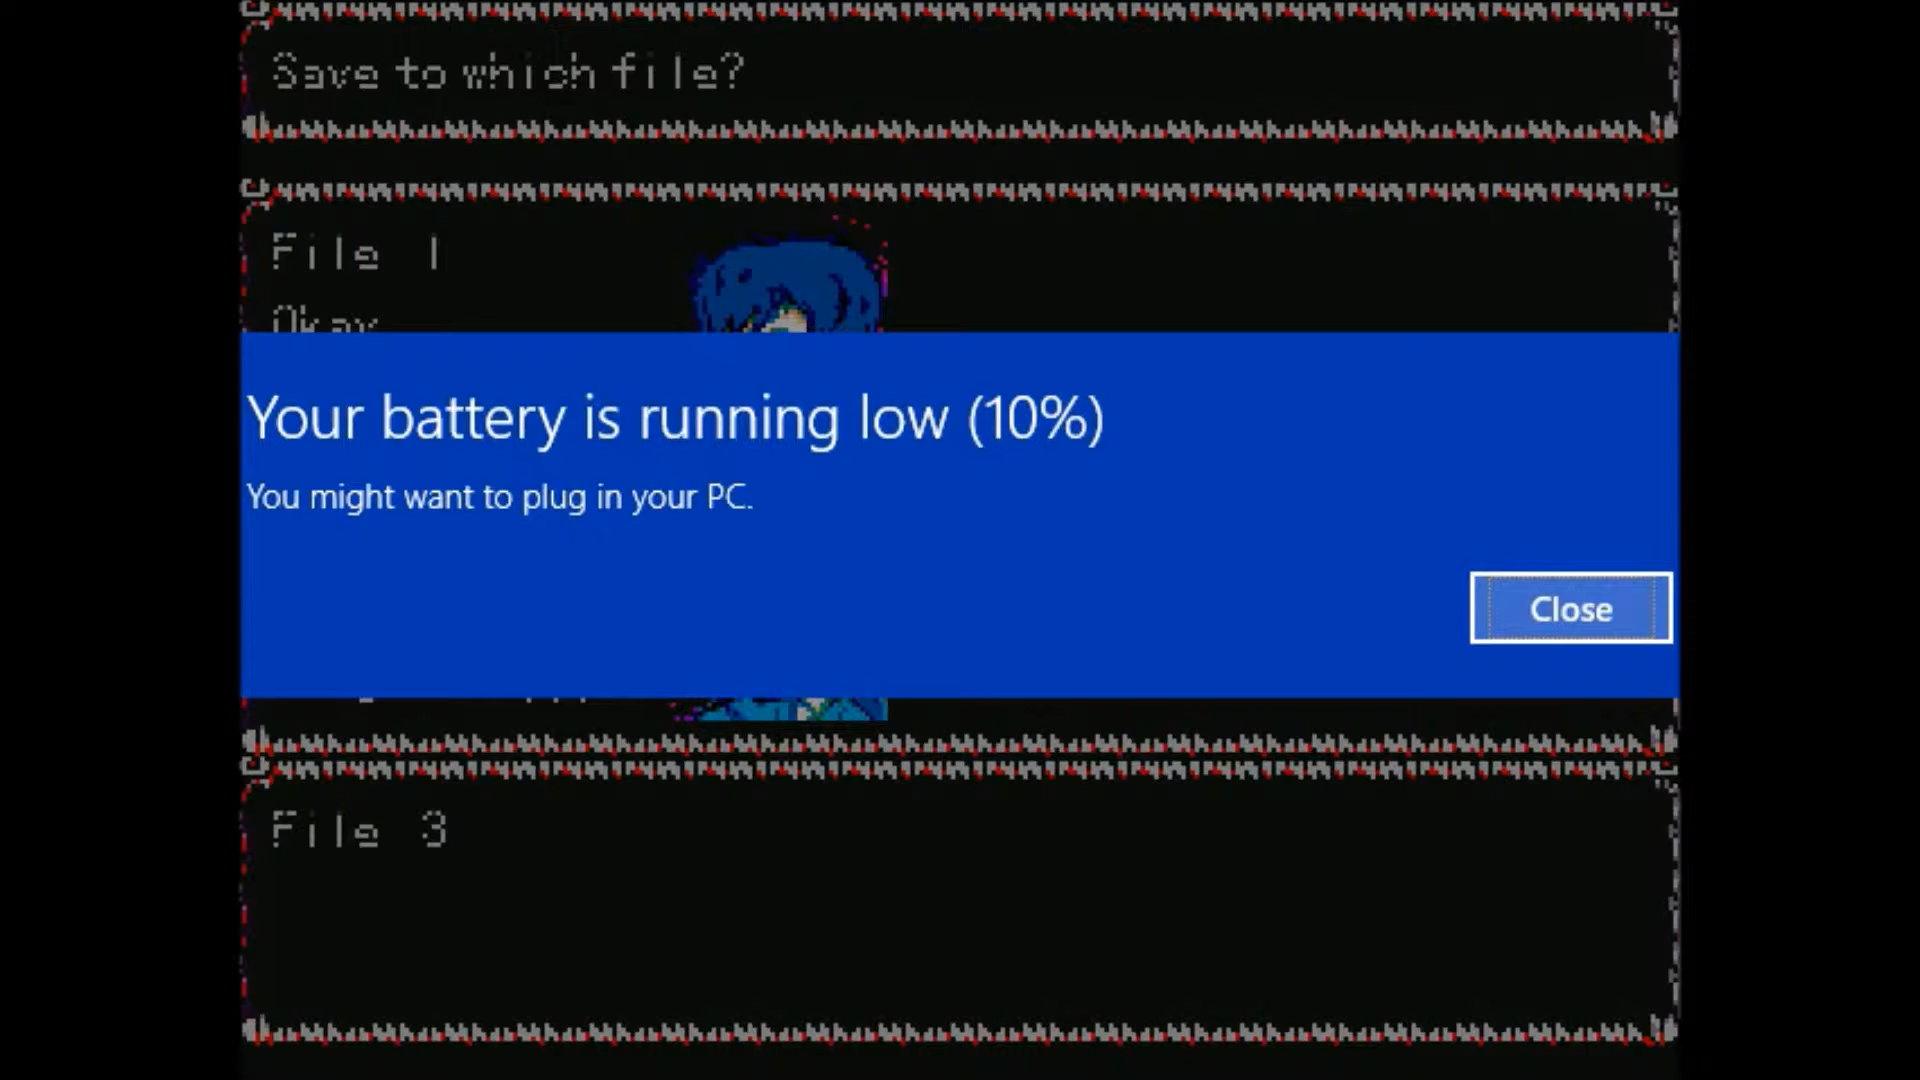 Save to which file?
File 1
Okay
Your battery is running low (10%)
You might want to plug in your PC.
Close
File 3